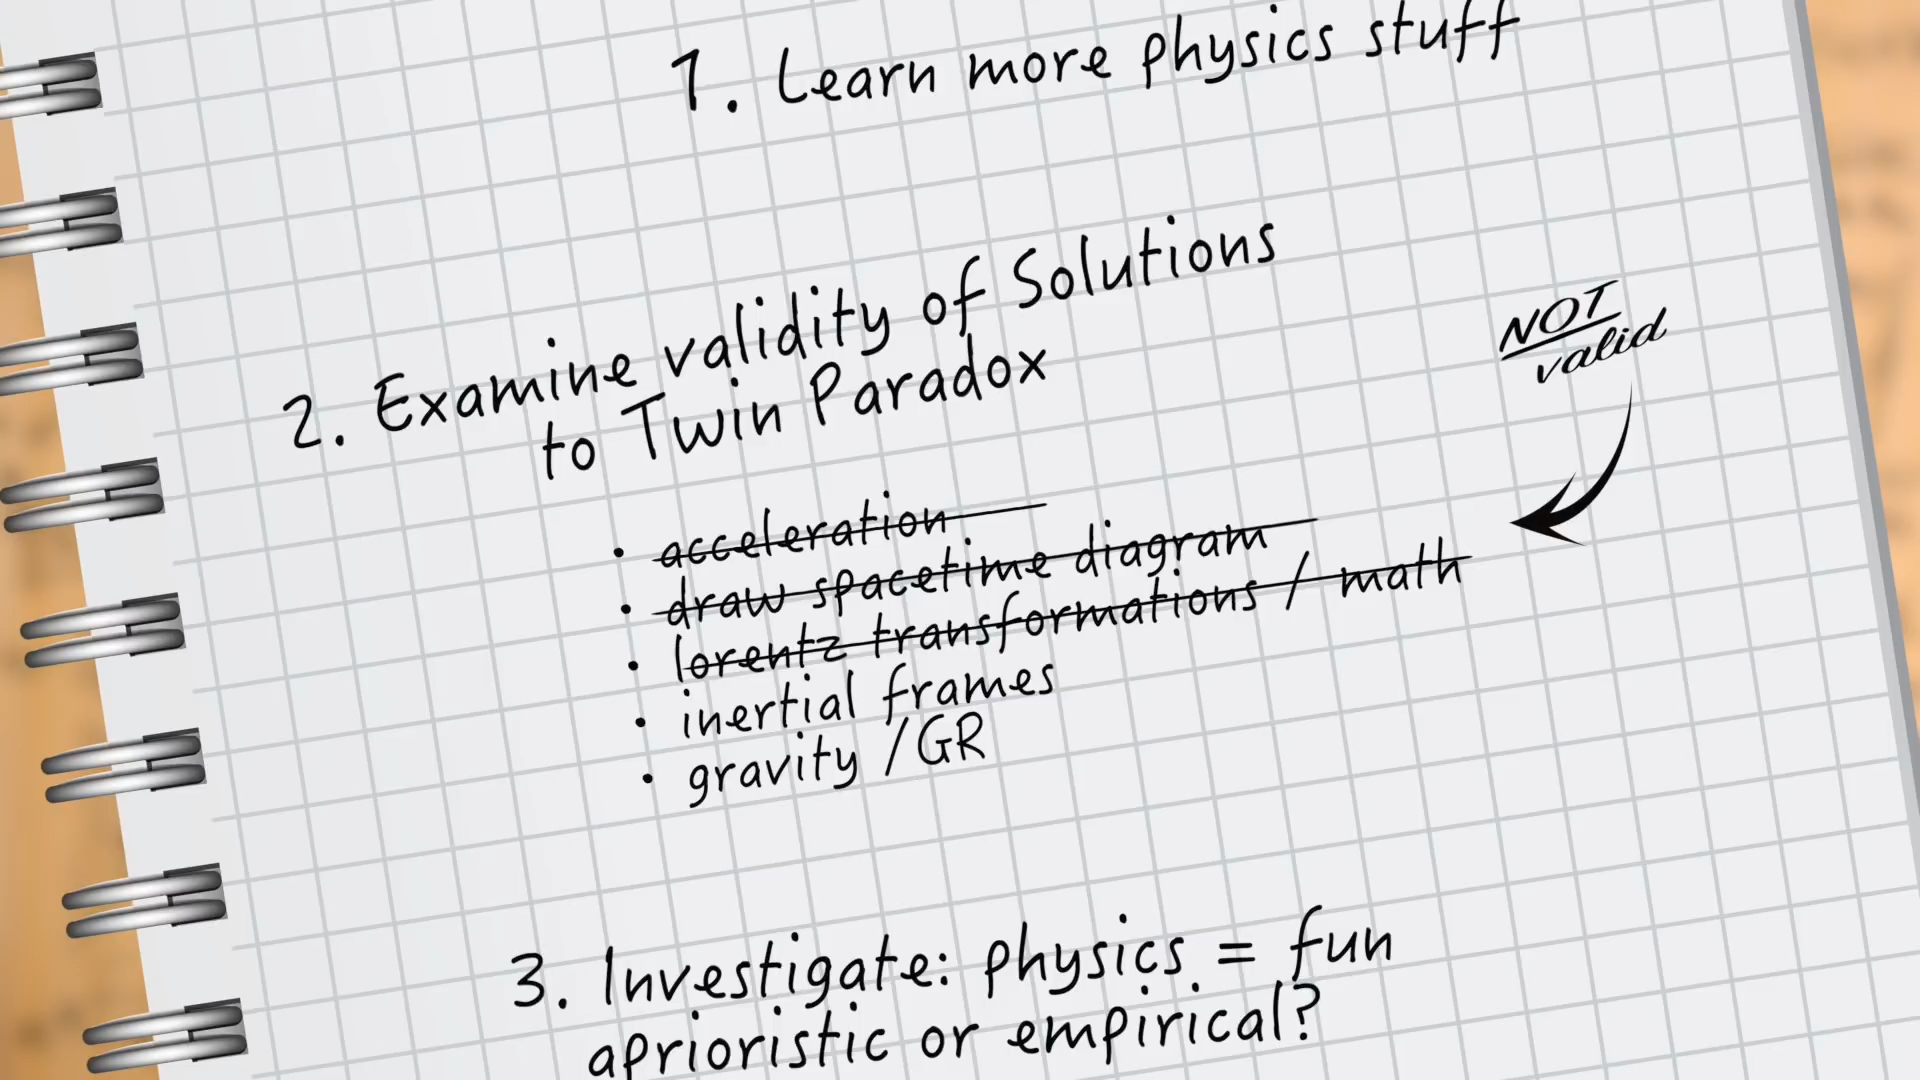 1. Learn more physics stuff
2. Examine validity of Solutions
to Twin Paradox
NOT
valid
• acceleration
• draw spacetime diagram
• lorentz transformations / math
• inertial frames
• gravity / GR
3. Investigate: physics = fun
aprioristic or empirical?